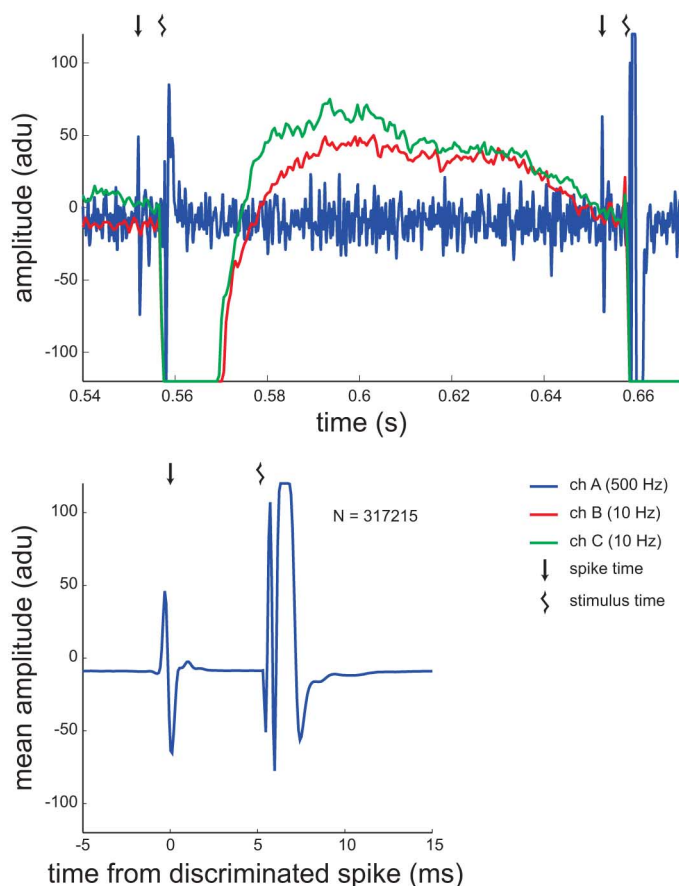 100
50
0
-50
-100
amplitude (adu)
0.54 0.56 0.58 0.6 0.62 0.64 0.66
time (s)
100
50
0
-50
-100
mean amplitude (adu)
N = 317215
-5 0 5 10 15
time from discriminated spike (ms)
ch A (500 Hz)
ch B (10 Hz)
ch C (10 Hz)
spike time
stimulus time